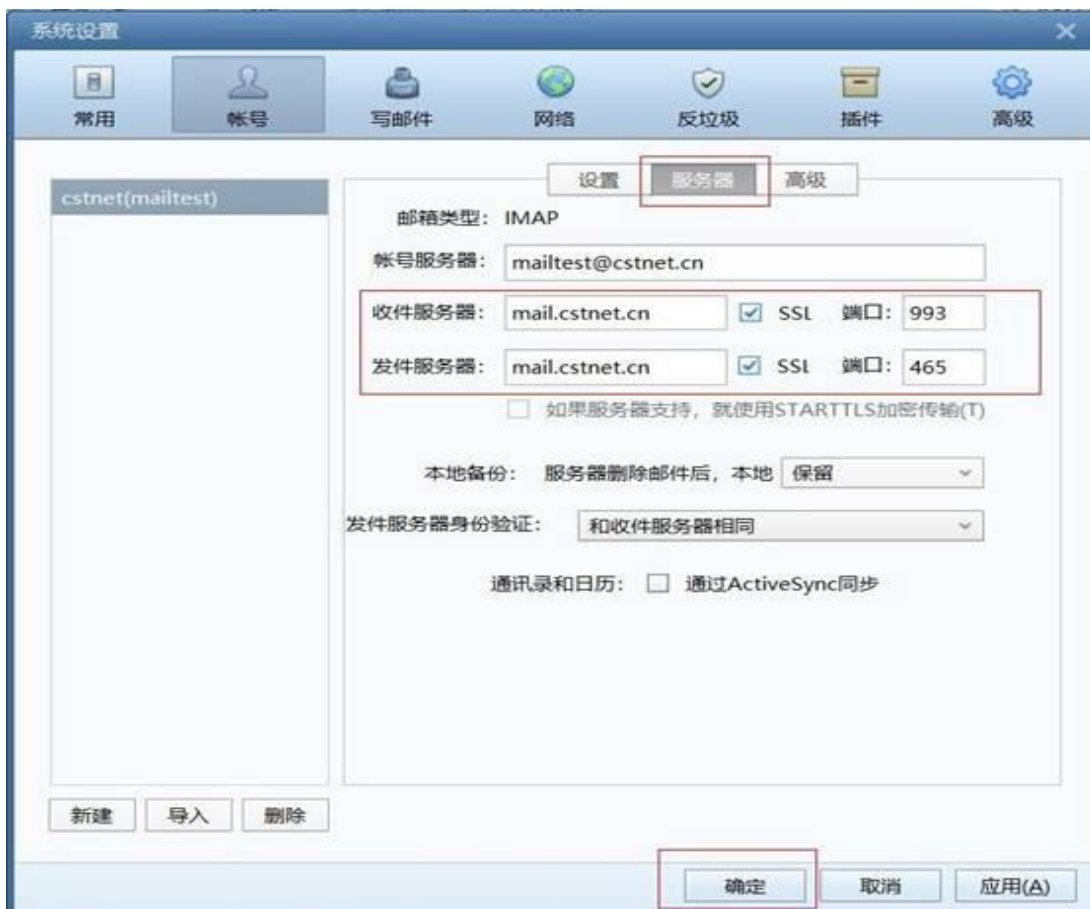 系统设置
常用 帐号 写邮件 网络 反垃圾 插件 高级
设置 服务器 高级
cstnet(mailtest)
邮箱类型: IMAP
帐号服务器: mailtest@cstnet.cn
收件服务器: mail.cstnet.cn SSL 端口: 993
发件服务器: mail.cstnet.cn SSL 端口: 465
如果服务器支持，就使用STARTTLS加密传输(T)
本地备份: 服务器删除邮件后，本地 保留
发件服务器身份验证: 和收件服务器相同
通讯录和日历: 通过ActiveSync同步
新建 导入 删除
确定 取消 应用(A)